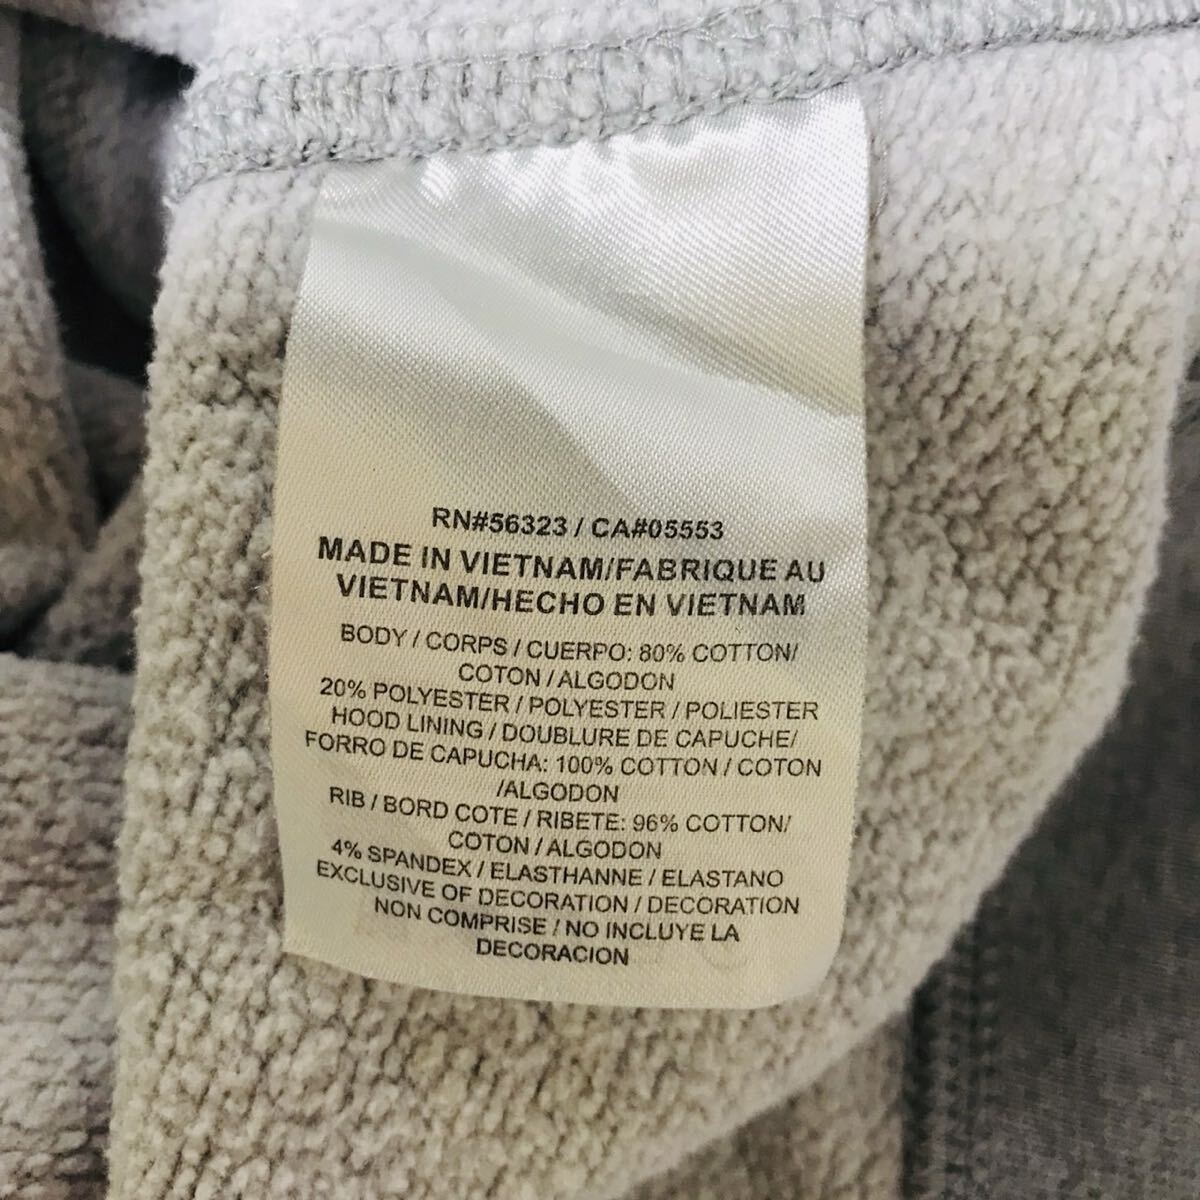 RN#56323 / CA#05553
MADE IN VIETNAM/FABRIQUE AU
VIETNAM/HECHO EN VIETNAM
BODY / CORPS / CUERPO: 80% COTTON/
COTON / ALGODON
20% POLYESTER / POLYESTER / POLIESTER
HOOD LINING / DOUBLURE DE CAPUCHE/
FORRO DE CAPUCHA: 100% COTTON / COTON
/ALGODON
RIB / BORD COTE / RIBETE: 96% COTTON/
COTON / ALGODON
4% SPANDEX / ELASTHANNE / ELASTANO
EXCLUSIVE OF DECORATION / DECORATION
NON COMPRISE / NO INCLUYE LA
DECORACION